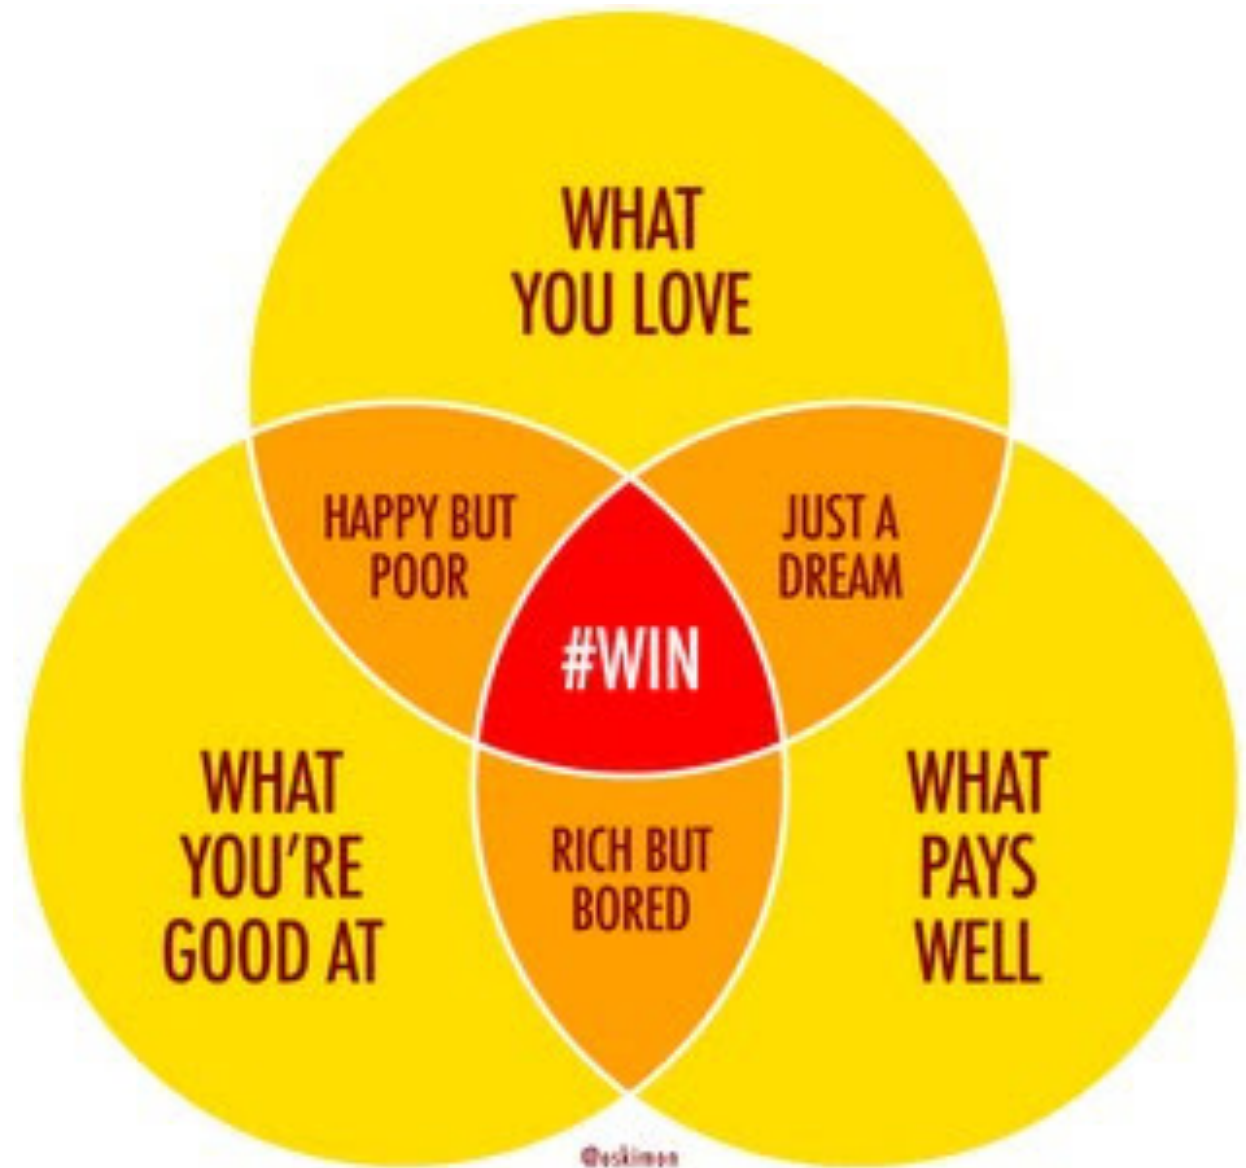 WHAT
YOU LOVE
HAPPY BUT
POOR
JUST A
DREAM
#WIN
WHAT
YOU'RE
GOOD AT
RICH BUT
BORED
WHAT
PAYS
WELL
@eskimon